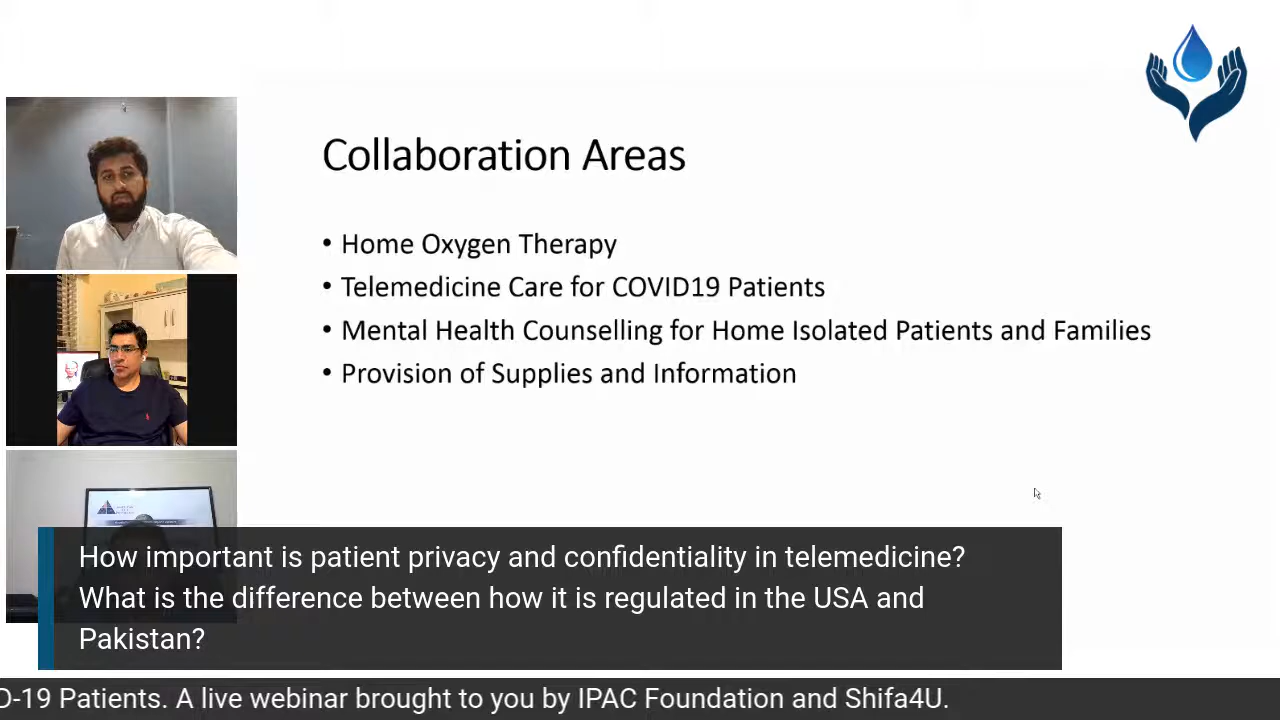 Collaboration Areas
• Home Oxygen Therapy
• Telemedicine Care for COVID19 Patients
• Mental Health Counselling for Home Isolated Patients and Families
• Provision of Supplies and Information
How important is patient privacy and confidentiality in telemedicine?
What is the difference between how it is regulated in the USA and
Pakistan?
D-19 Patients. A live webinar brought to you by IPAC Foundation and Shifa4U.